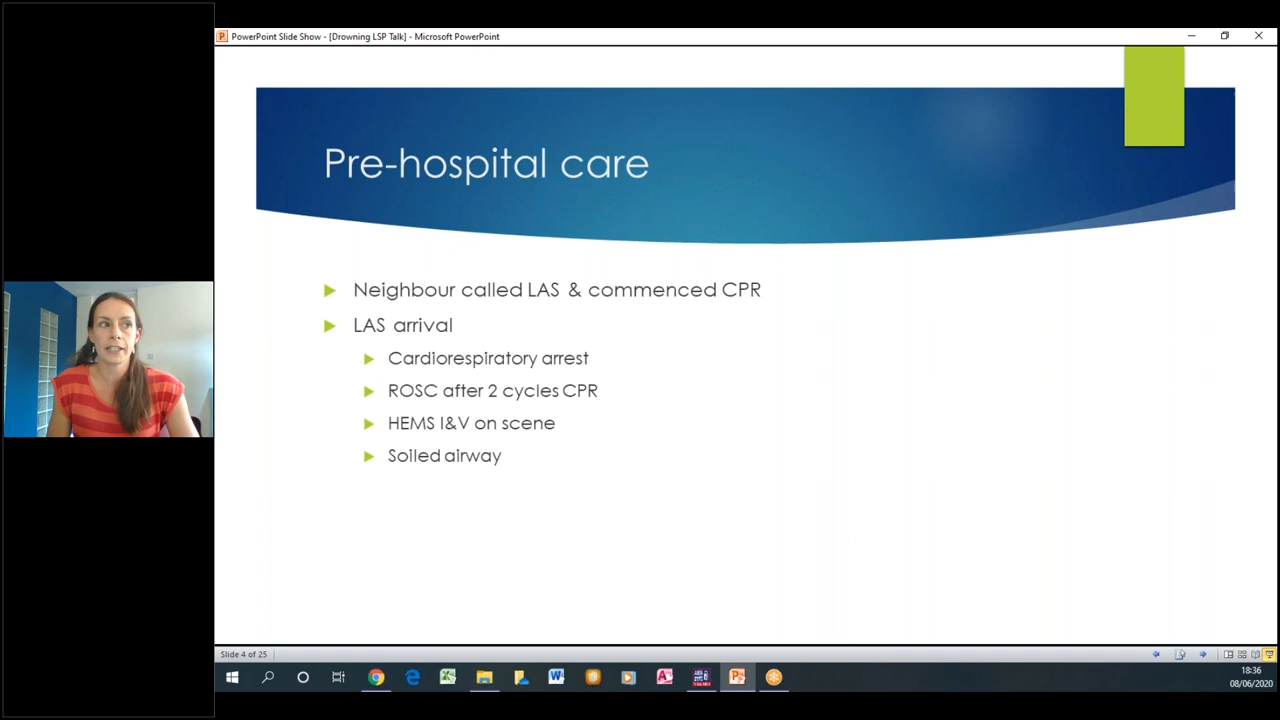 PowerPoint Slide Show - [Drowning LSP Talk] - Microsoft PowerPoint
Pre-hospital care
Neighbour called LAS & commenced CPR
LAS arrival
Cardiorespiratory arrest
ROSC after 2 cycles CPR
HEMS I&V on scene
Soiled airway
Slide 4 of 25
18:36
08/06/2020